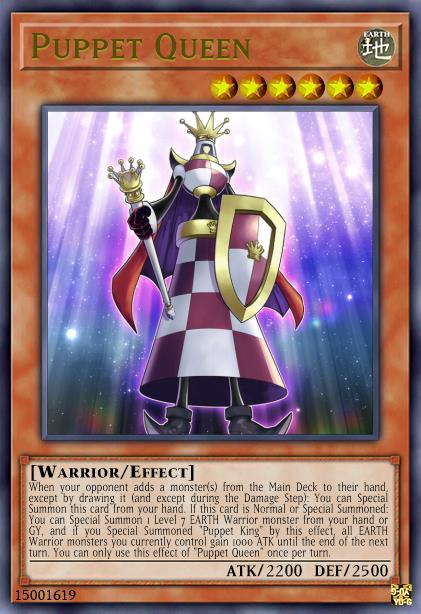 Puppet Queen
EARTH
地
[Warrior/Effect]
When your opponent adds a monster(s) from the Main Deck to their hand,
except by drawing it (and except during the Damage Step): You can Special
Summon this card from your hand. If this card is Normal or Special Summoned:
You can Special Summon 1 Level 7 EARTH Warrior monster from your hand or
GY, and if you Special Summoned "Puppet King" by this effect, all EARTH
Warrior monsters you currently control gain 1000 ATK until the end of the next
turn. You can only use this effect of "Puppet Queen" once per turn.
ATK/2200 DEF/2500
15001619